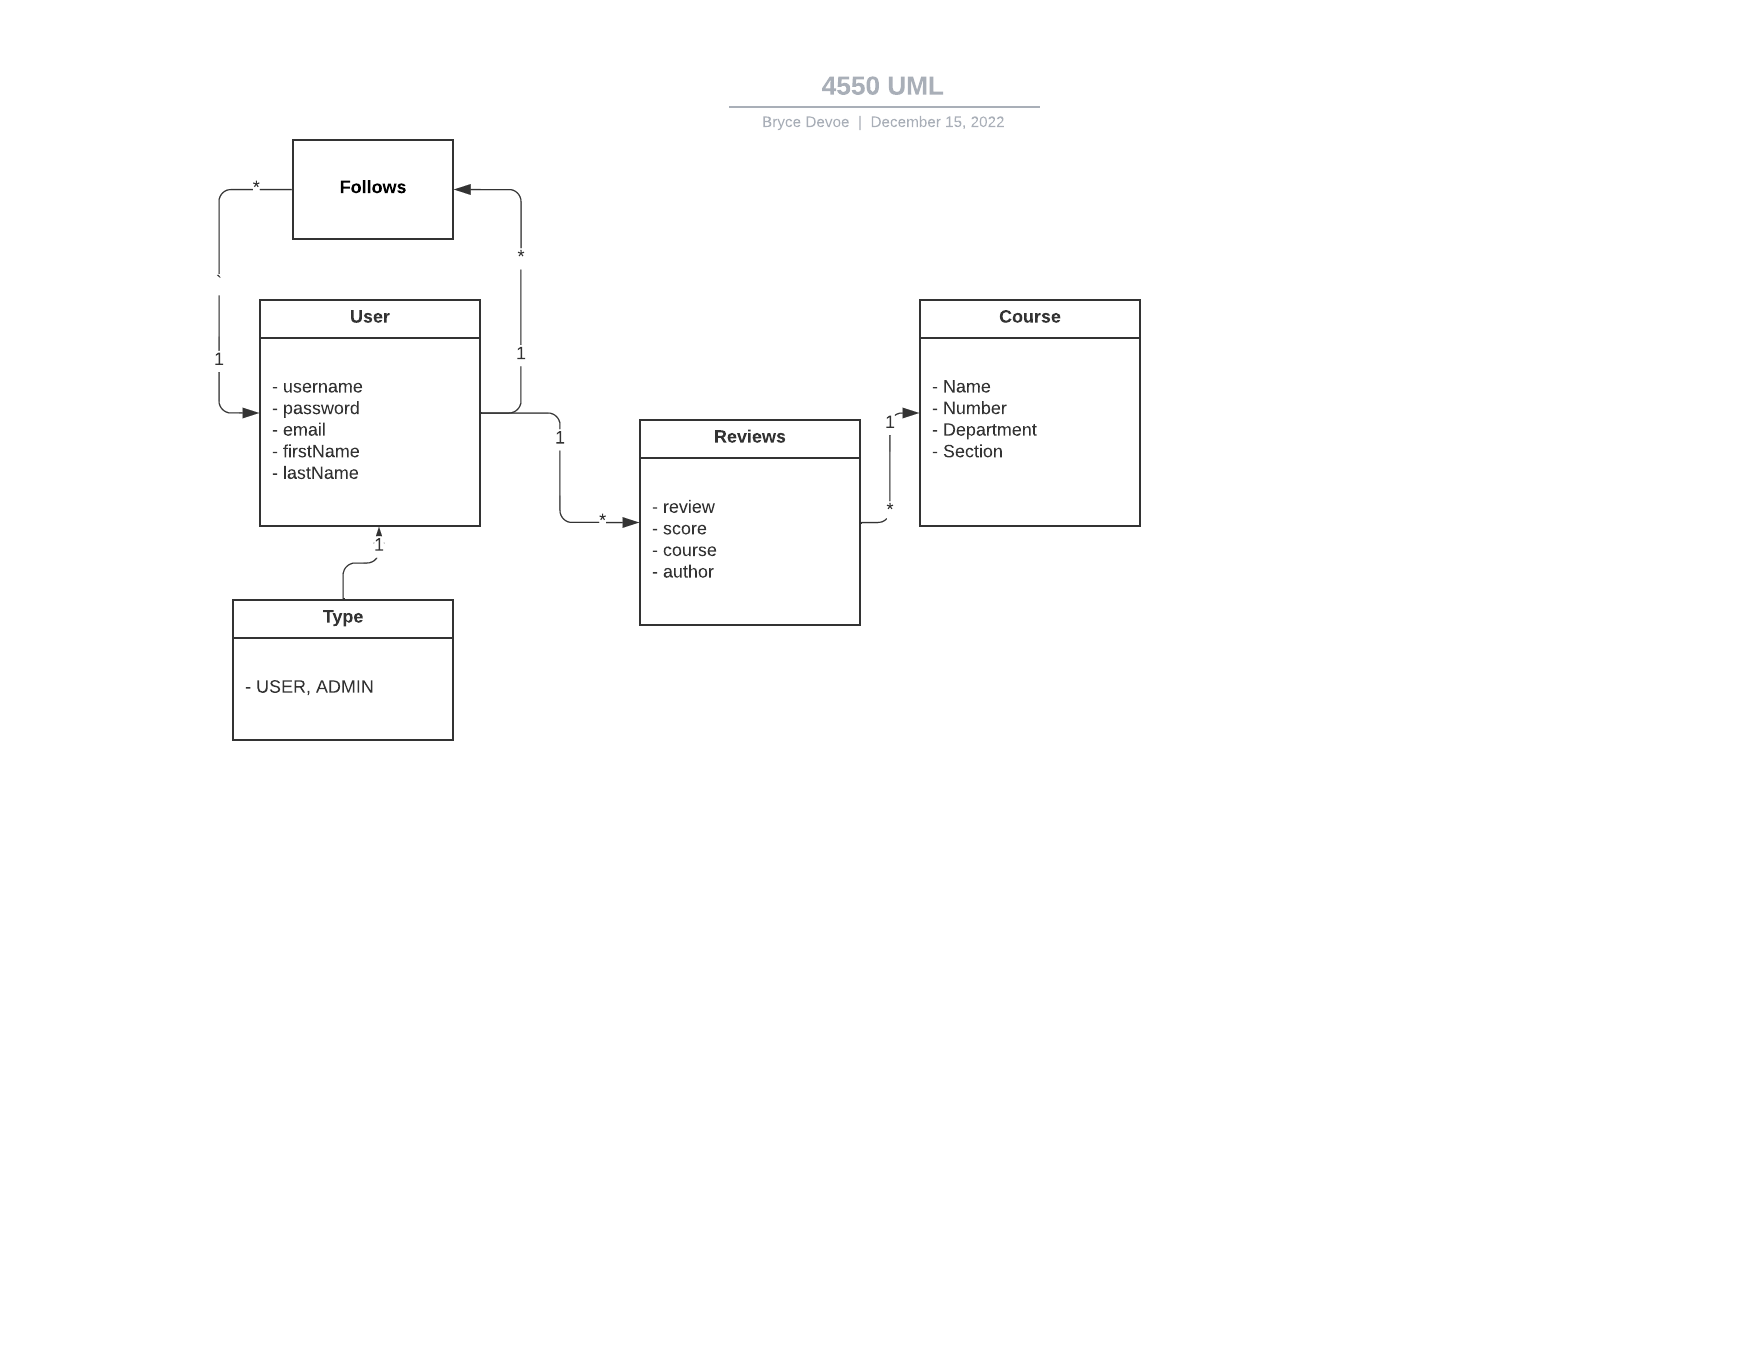 4550 UML
Bryce Devoe | December 15, 2022
Follows
*
*
`
1
1
User
- username
- password
- email
- firstName
- lastName
1
*
Reviews
- review
- score
- course
- author
1
*
Course
- Name
- Number
- Department
- Section
1
Type
- USER, ADMIN